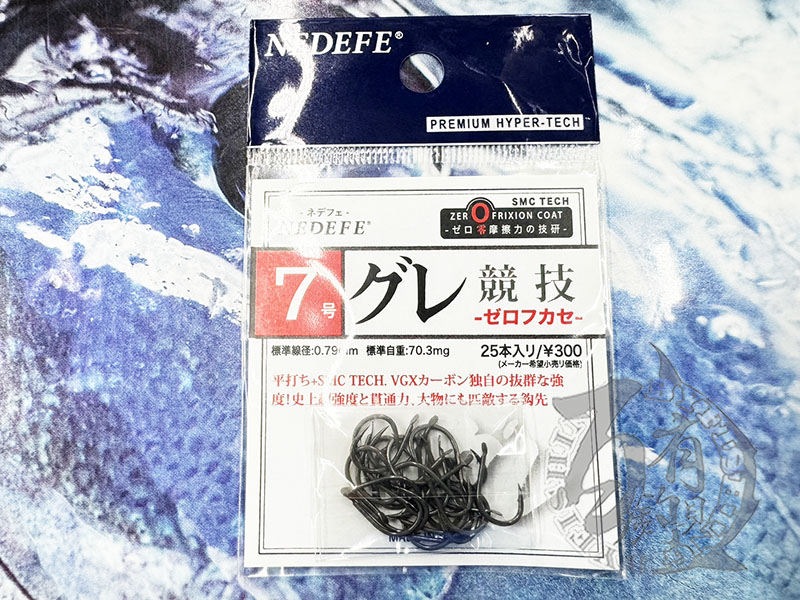 NEDEFE®
PREMIUM HYPER-TECH
- ネデフェ -
NEDEFE®
SMC TECH
ZER0 FRIXION COAT
-ゼロ零摩擦力の技研-
7号
グレ 競技
-ゼロフカセ-
標準線径:0.79mm 標準自重:70.3mg
25本入り/¥300
(メーカー希望小売り価格)
平打ち+SMC TECH. VGXカーボン独自の抜群な強
度!史上 強度と貫通力、大物にも匹敵する鈎先